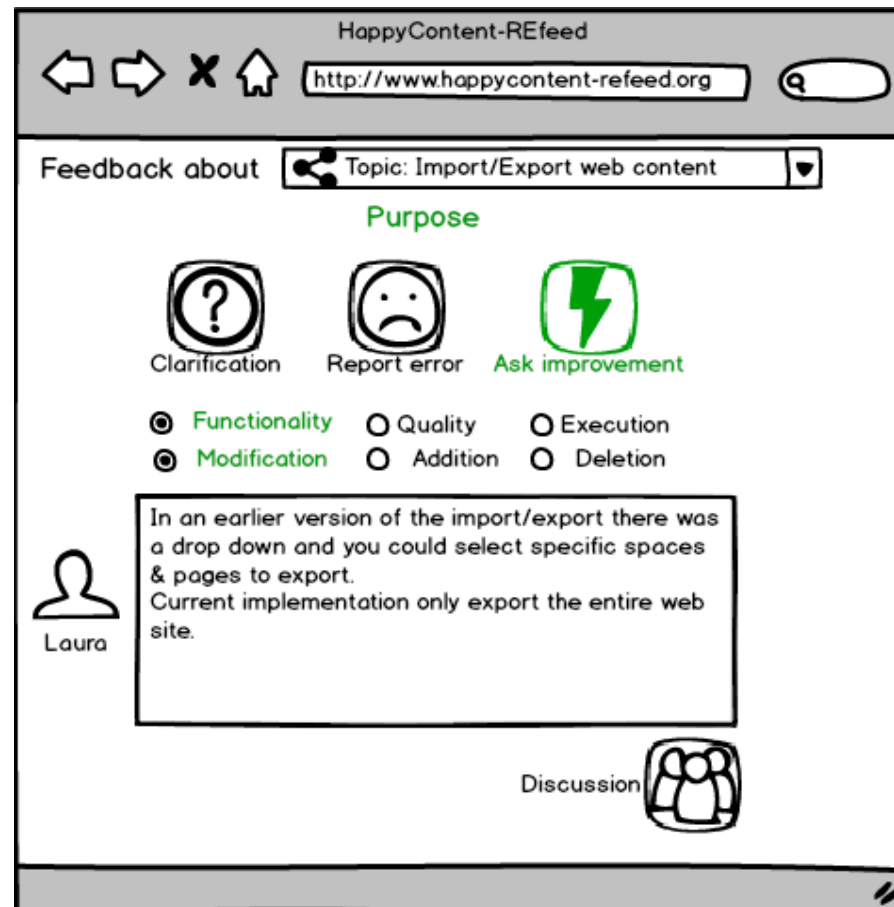 HappyContent-REfeed
http://www.happycontent-refeed.org
Feedback about Topic: Import/Export web content
Purpose
Clarification Report error Ask improvement
Functionality Quality Execution
Modification Addition Deletion
In an earlier version of the import/export there was
a drop down and you could select specific spaces
& pages to export.
Current implementation only export the entire web
site.
Laura
Discussion